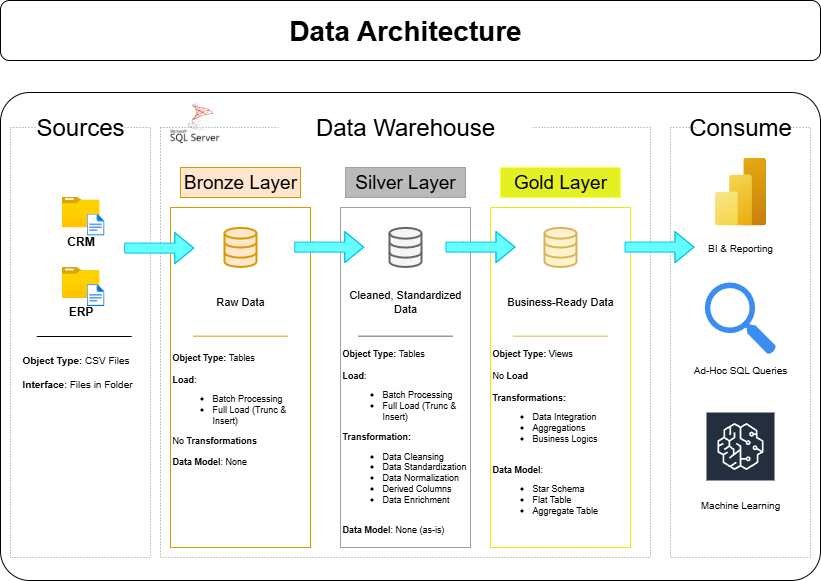 Data Architecture
Sources
CRM
ERP
Object Type: CSV Files
Interface: Files in Folder
Microsoft
SQL Server
Data Warehouse
Bronze Layer
Raw Data
Object Type: Tables
Load:
Batch Processing
Full Load (Trunc &
Insert)
No Transformations
Data Model: None
Silver Layer
Cleaned, Standardized
Data
Object Type: Tables
Load:
Batch Processing
Full Load (Trunc &
Insert)
Transformation:
Data Cleansing
Data Standardization
Data Normalization
Derived Columns
Data Enrichment
Data Model: None (as-is)
Gold Layer
Business-Ready Data
Object Type: Views
No Load
Transformations:
Data Integration
Aggregations
Business Logics
Data Model:
Star Schema
Flat Table
Aggregate Table
Consume
BI & Reporting
Ad-Hoc SQL Queries
Machine Learning